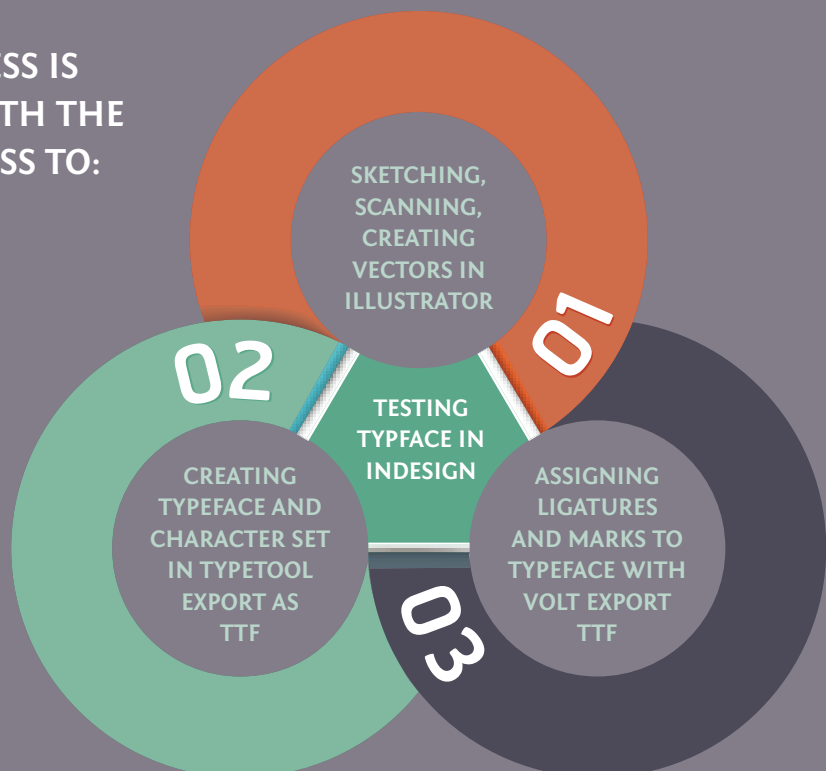 ESS IS
TH THE
SS TO:
SKETCHING,
SCANNING,
CREATING
VECTORS IN
ILLUSTRATOR
01
02
TESTING
TYPFACE IN
INDESIGN
CREATING
TYPEFACE AND
CHARACTER SET
IN TYPETOOL
EXPORT AS
TTF
ASSIGNING
LIGATURES
AND MARKS TO
TYPEFACE WITH
VOLT EXPORT
TTF
03